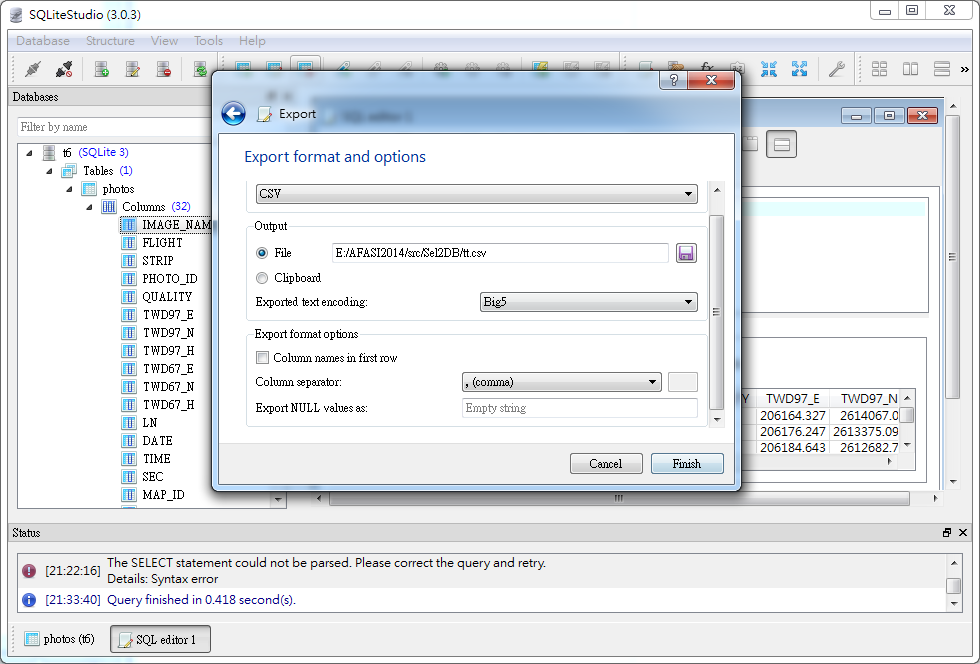 SQLiteStudio (3.0.3)
Database Structure View Tools Help
Databases
Filter by name
t6 (SQLite 3)
Tables (1)
photos
Columns (32)
IMAGE_NAM
FLIGHT
STRIP
PHOTO_ID
QUALITY
TWD97_E
TWD97_N
TWD97_H
TWD67_E
TWD67_N
TWD67_H
LN
DATE
TIME
SEC
MAP_ID
Export
SQL editor 1
Export format and options
CSV
Output
File E:/AFASI2014/src/Sel2DB/tt.csv
Clipboard
Exported text encoding: Big5
Export format options
Column names in first row
Column separator: , (comma)
Export NULL values as: Empty string
Cancel Finish
Y TWD97_E TWD97_N
206164.327 2614067.0
206176.247 2613375.09
206184.643 2612682.7
Status
[21:22:16] The SELECT statement could not be parsed. Please correct the query and retry.
Details: Syntax error
[21:33:40] Query finished in 0.418 second(s).
photos (t6) SQL editor 1